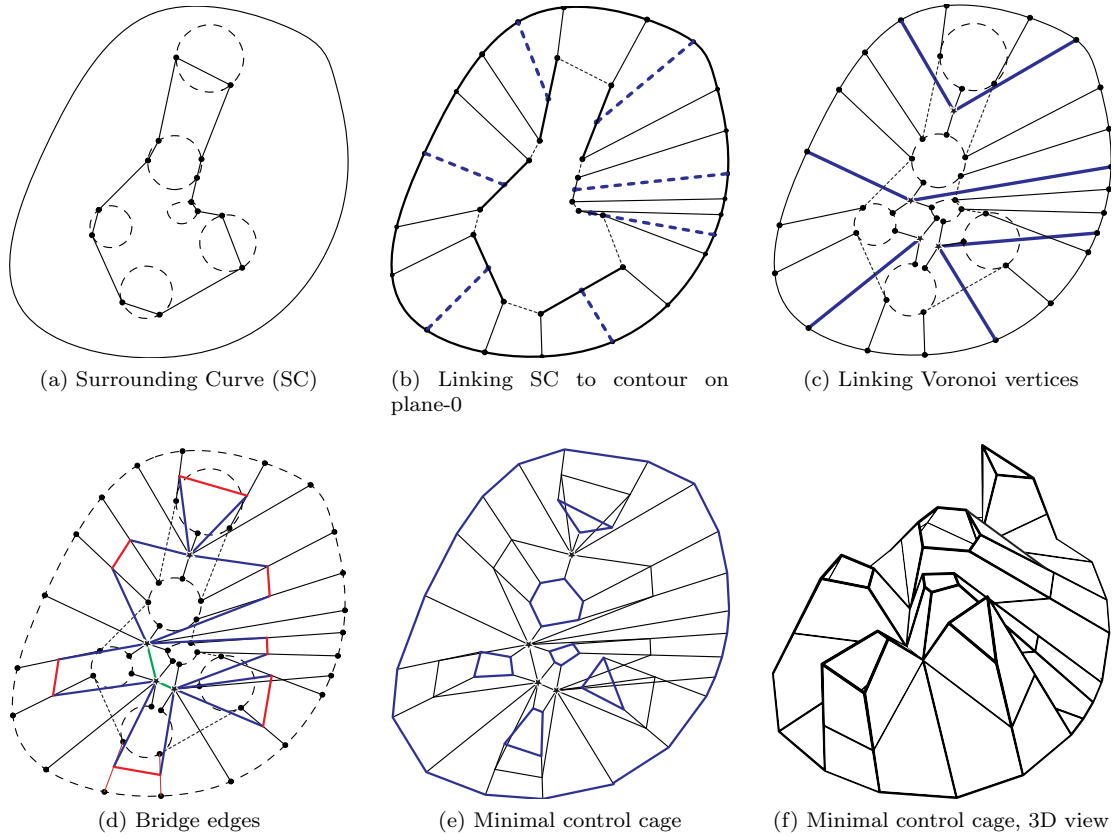 (a) Surrounding Curve (SC)
(b) Linking SC to contour on
plane-0
(c) Linking Voronoi vertices
(d) Bridge edges
(e) Minimal control cage
(f) Minimal control cage, 3D view